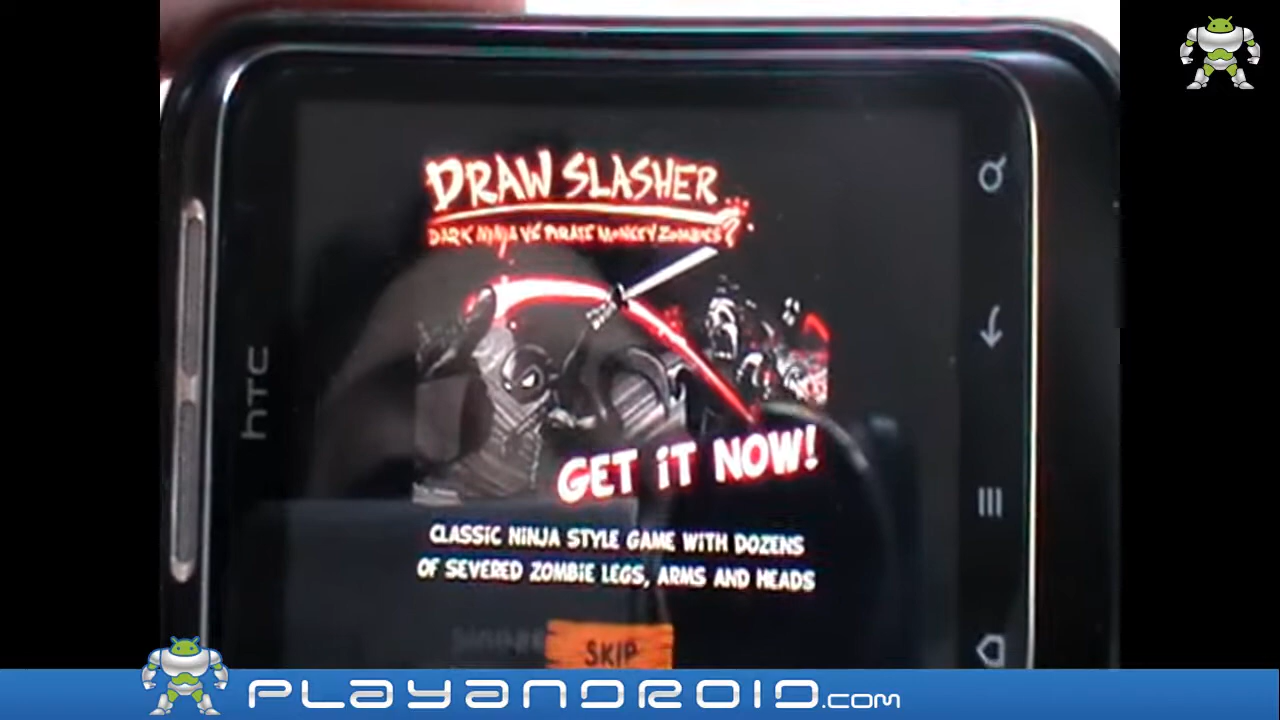 DRAW SLASHER
DARK NINJA VS PIRATE MONKEY ZOMBIES?
GET iT NOW!
CLASSIC NINJA STYLE GAME WITH DOZENS
OF SEVERED ZOMBIE LEGS, ARMS AND HEADS
SKIP
hTC
PLAYANDROID.COM